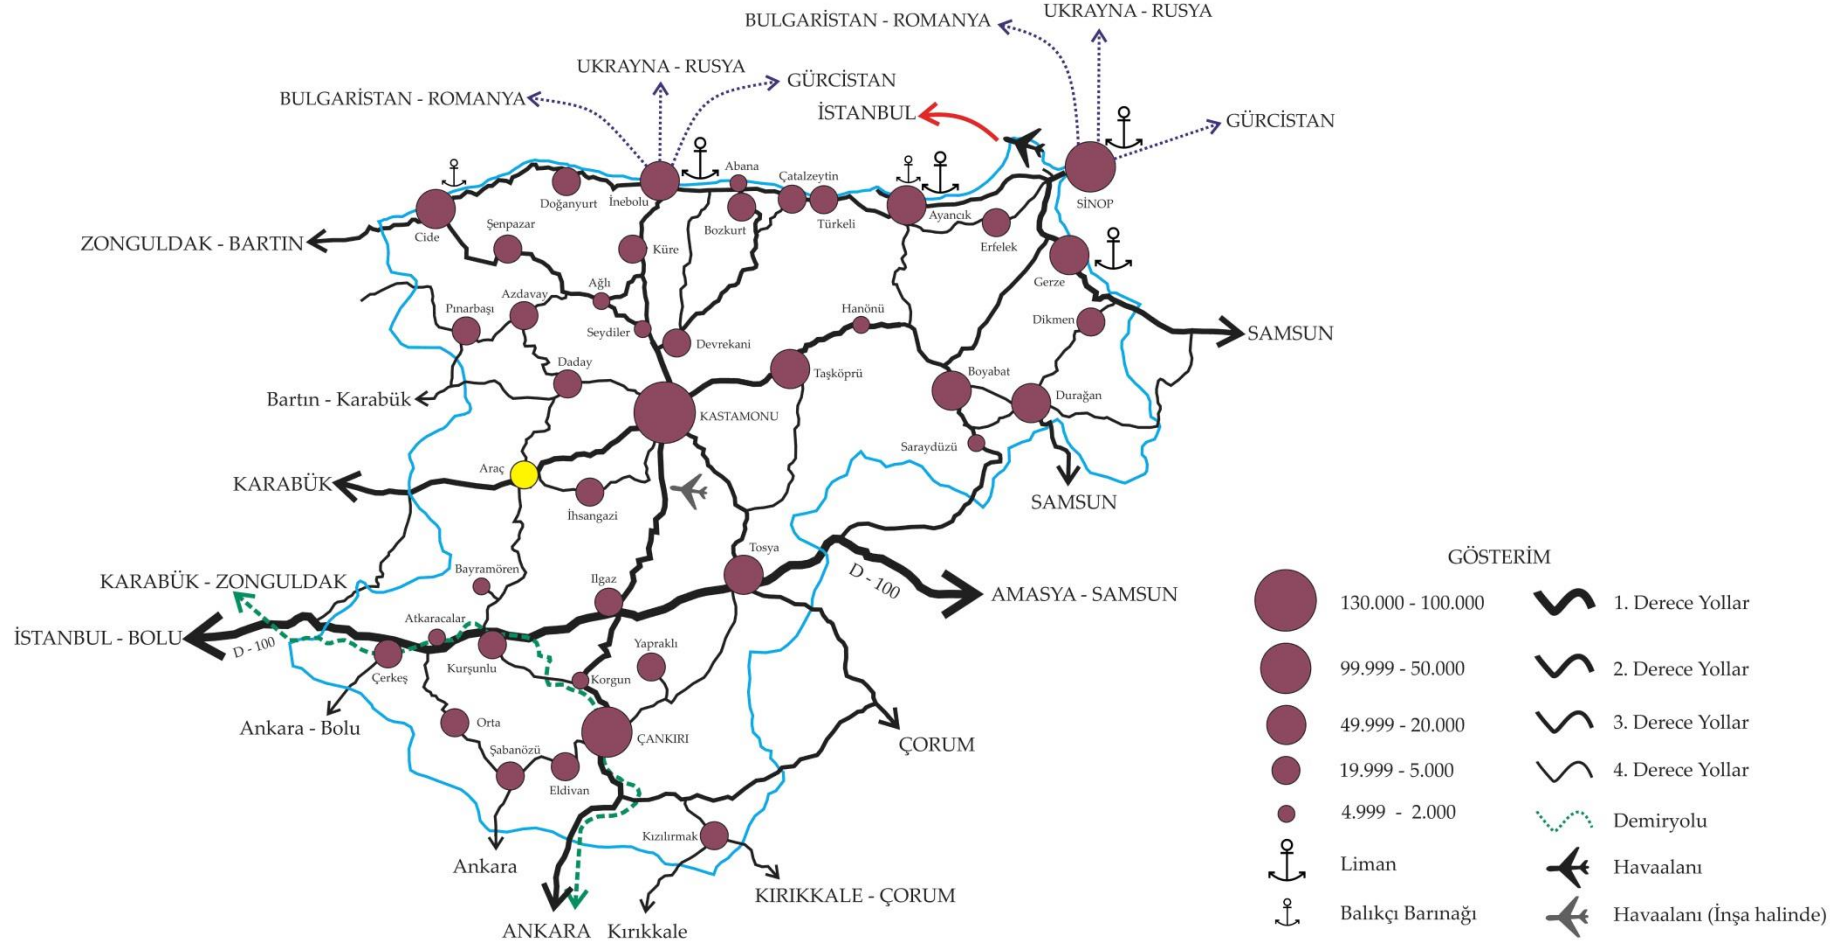 UKRAYNA - RUSYA
BULGARİSTAN - ROMANYA
UKRAYNA - RUSYA
GÜRCİSTAN
BULGARİSTAN - ROMANYA
İSTANBUL
GÜRCİSTAN
Abana
Çatalzeytin
Doğanyurt
İnebolu
SİNOP
Cide
Şenpazar
Bozkurt
Türkeli
Ayancık
Erfelek
ZONGULDAK - BARTIN
Küre
Ağlı
Gerze
Azdavay
Pınarbaşı
Hanönü
Dikmen
Seydiler
Devrekani
SAMSUN
Daday
Taşköprü
Boyabat
Durağan
Bartın - Karabük
KASTAMONU
Saraydüzü
Araç
KARABÜK
İhsangazi
SAMSUN
Tosya
GÖSTERİM
Bayramören
Ilgaz
KARABÜK - ZONGULDAK
D - 100
AMASYA - SAMSUN
130.000 - 100.000
1. Derece Yollar
Atkaracalar
İSTANBUL - BOLU
D - 100
Yapraklı
Kurşunlu
Çerkeş
Korgun
99.999 - 50.000
2. Derece Yollar
Ankara - Bolu
Orta
ÇANKIRI
ÇORUM
49.999 - 20.000
3. Derece Yollar
Şabanözü
Eldivan
19.999 - 5.000
4. Derece Yollar
4.999 - 2.000
Demiryolu
Kızılırmak
Ankara
Liman
Havaalanı
KIRIKKALE - ÇORUM
Balıkçı Barınağı
Havaalanı (İnşa halinde)
ANKARA
Kırıkkale